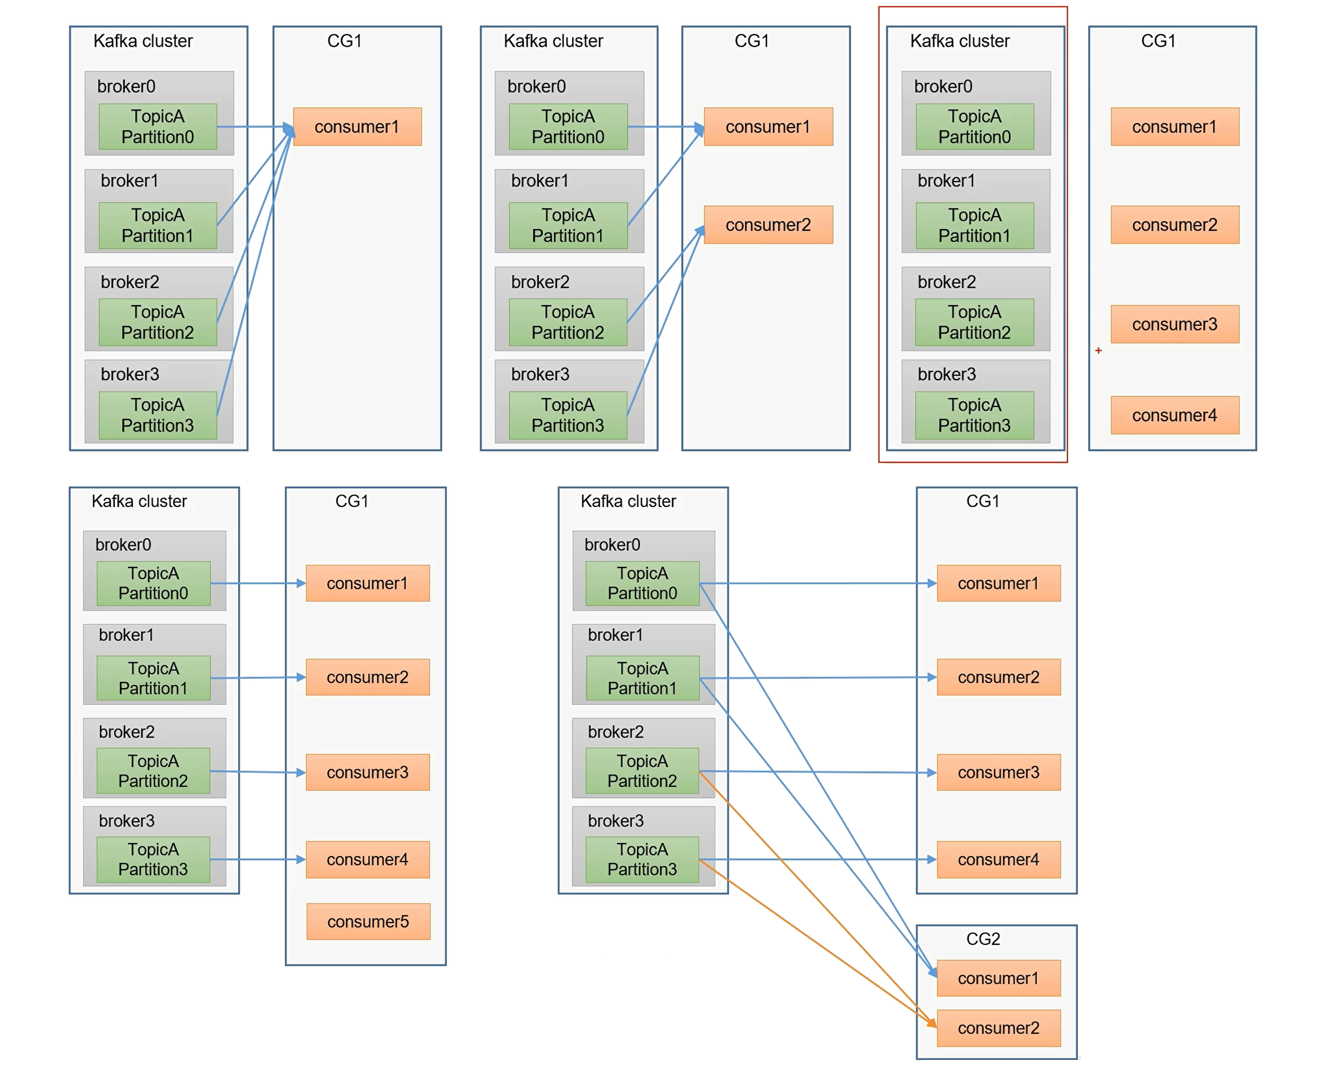 Kafka cluster
broker0
TopicA
Partition0
broker1
TopicA
Partition1
broker2
TopicA
Partition2
broker3
TopicA
Partition3
CG1
consumer1
Kafka cluster
broker0
TopicA
Partition0
broker1
TopicA
Partition1
broker2
TopicA
Partition2
broker3
TopicA
Partition3
CG1
consumer1
consumer2
Kafka cluster
broker0
TopicA
Partition0
broker1
TopicA
Partition1
broker2
TopicA
Partition2
broker3
TopicA
Partition3
CG1
consumer1
consumer2
consumer3
consumer4
Kafka cluster
broker0
TopicA
Partition0
broker1
TopicA
Partition1
broker2
TopicA
Partition2
broker3
TopicA
Partition3
CG1
consumer1
consumer2
consumer3
consumer4
consumer5
Kafka cluster
broker0
TopicA
Partition0
broker1
TopicA
Partition1
broker2
TopicA
Partition2
broker3
TopicA
Partition3
CG1
consumer1
consumer2
consumer3
consumer4
CG2
consumer1
consumer2